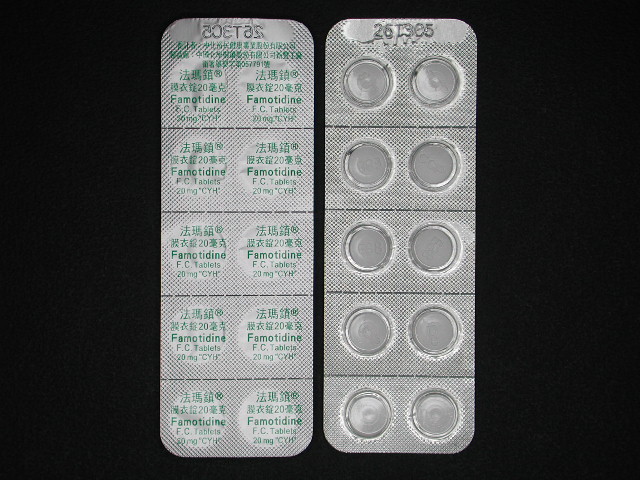 26T305
法瑪鎮®
膜衣錠20毫克
Famotidine
F.C.Tablets
20 mg "CYH"
法瑪鎮®
膜衣錠20毫克
Famotidine
F.C.Tablets
20 mg "CYH"
法瑪鎮®
膜衣錠20毫克
Famotidine
F.C.Tablets
20 mg "CYH"
法瑪鎮®
膜衣錠20毫克
Famotidine
F.C.Tablets
20 mg "CYH"
法瑪鎮®
膜衣錠20毫克
Famotidine
F.C.Tablets
20 mg "CYH"
法瑪鎮®
膜衣錠20毫克
Famotidine
F.C.Tablets
20 mg "CYH"
法瑪鎮®
膜衣錠20毫克
Famotidine
F.C.Tablets
20 mg "CYH"
法瑪鎮®
膜衣錠20毫克
Famotidine
F.C.Tablets
20 mg "CYH"
法瑪鎮®
膜衣錠20毫克
Famotidine
F.C.Tablets
20 mg "CYH"
法瑪鎮®
膜衣錠20毫克
Famotidine
F.C.Tablets
20 mg "CYH"
26T305